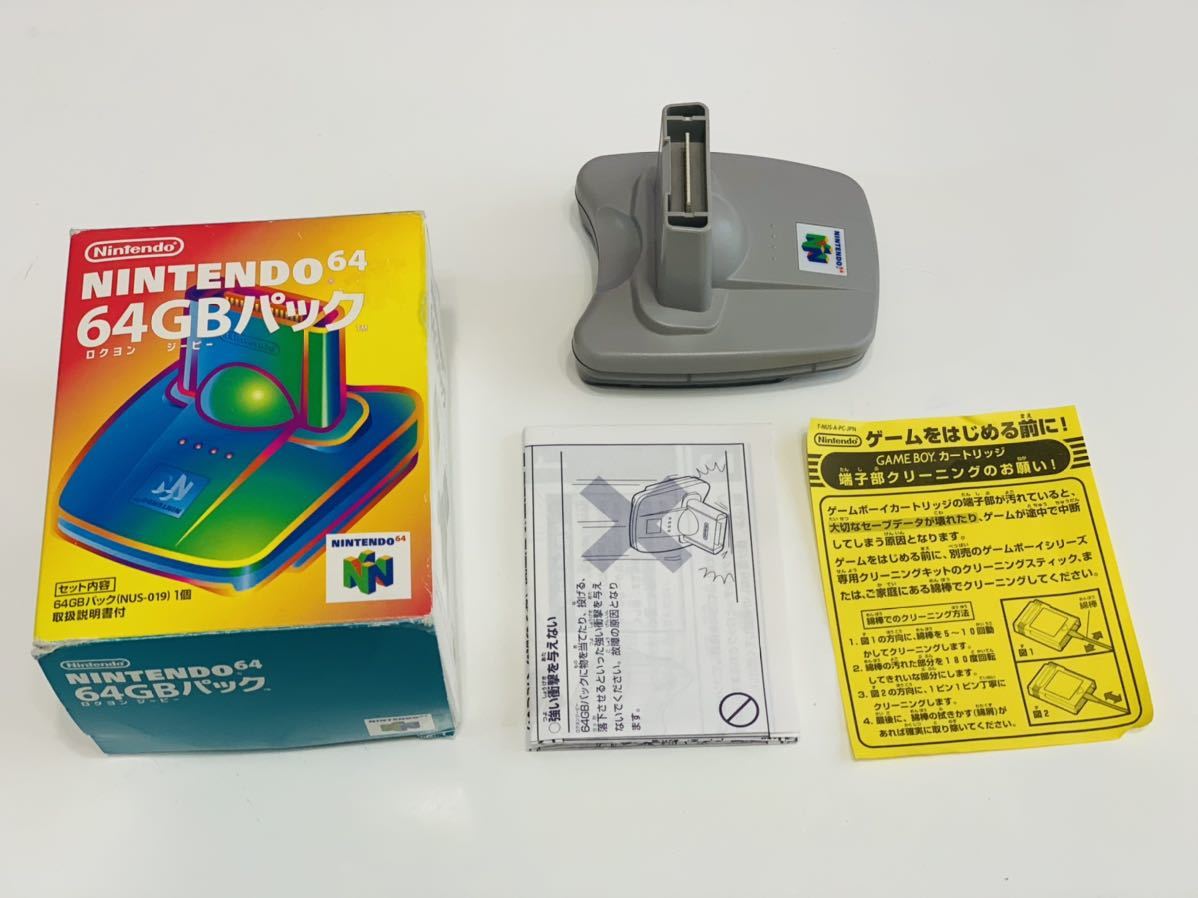 Nintendo
NINTENDO64
64GBパック™
ロクヨン ジービー
NINTENDO64
セット内容
64GBパック(NUS-019) 1個
取扱説明書付
Nintendo
NINTENDO64
64GBパック™
ロクヨン ジービー
NINTENDO64
NINTENDO64
○強い衝撃を与えない
64GBパックに物を当てたり、投げる、
落下させるといった強い衝撃を与え
ないでください。故障の原因となり
ます。
T-NUS-A-PC-JPN
Nintendo ゲームをはじめる前に!
GAME BOY カートリッジ
端子部クリーニングのお願い!
ゲームボーイカートリッジの端子部が汚れていると、
大切なセーブデータが壊れたり、ゲームが途中で中断
してしまう原因となります。
ゲームをはじめる前に、別売のゲームボーイシリーズ
専用クリーニングキットのクリーニングスティック、ま
たは、ご家庭にある綿棒でクリーニングしてください。
綿棒でのクリーニング方法
1. 図1の方向に、綿棒を5〜10回動
かしてクリーニングします。
2. 綿棒の汚れた部分を180度回転
してきれいな部分にします。
3. 図2の方向に、1ピン1ピン丁寧に
クリーニングします。
4. 最後に、綿棒の拭きかす(繊屑)が
あれば確実に取り除いてください。
綿棒
図1
図2